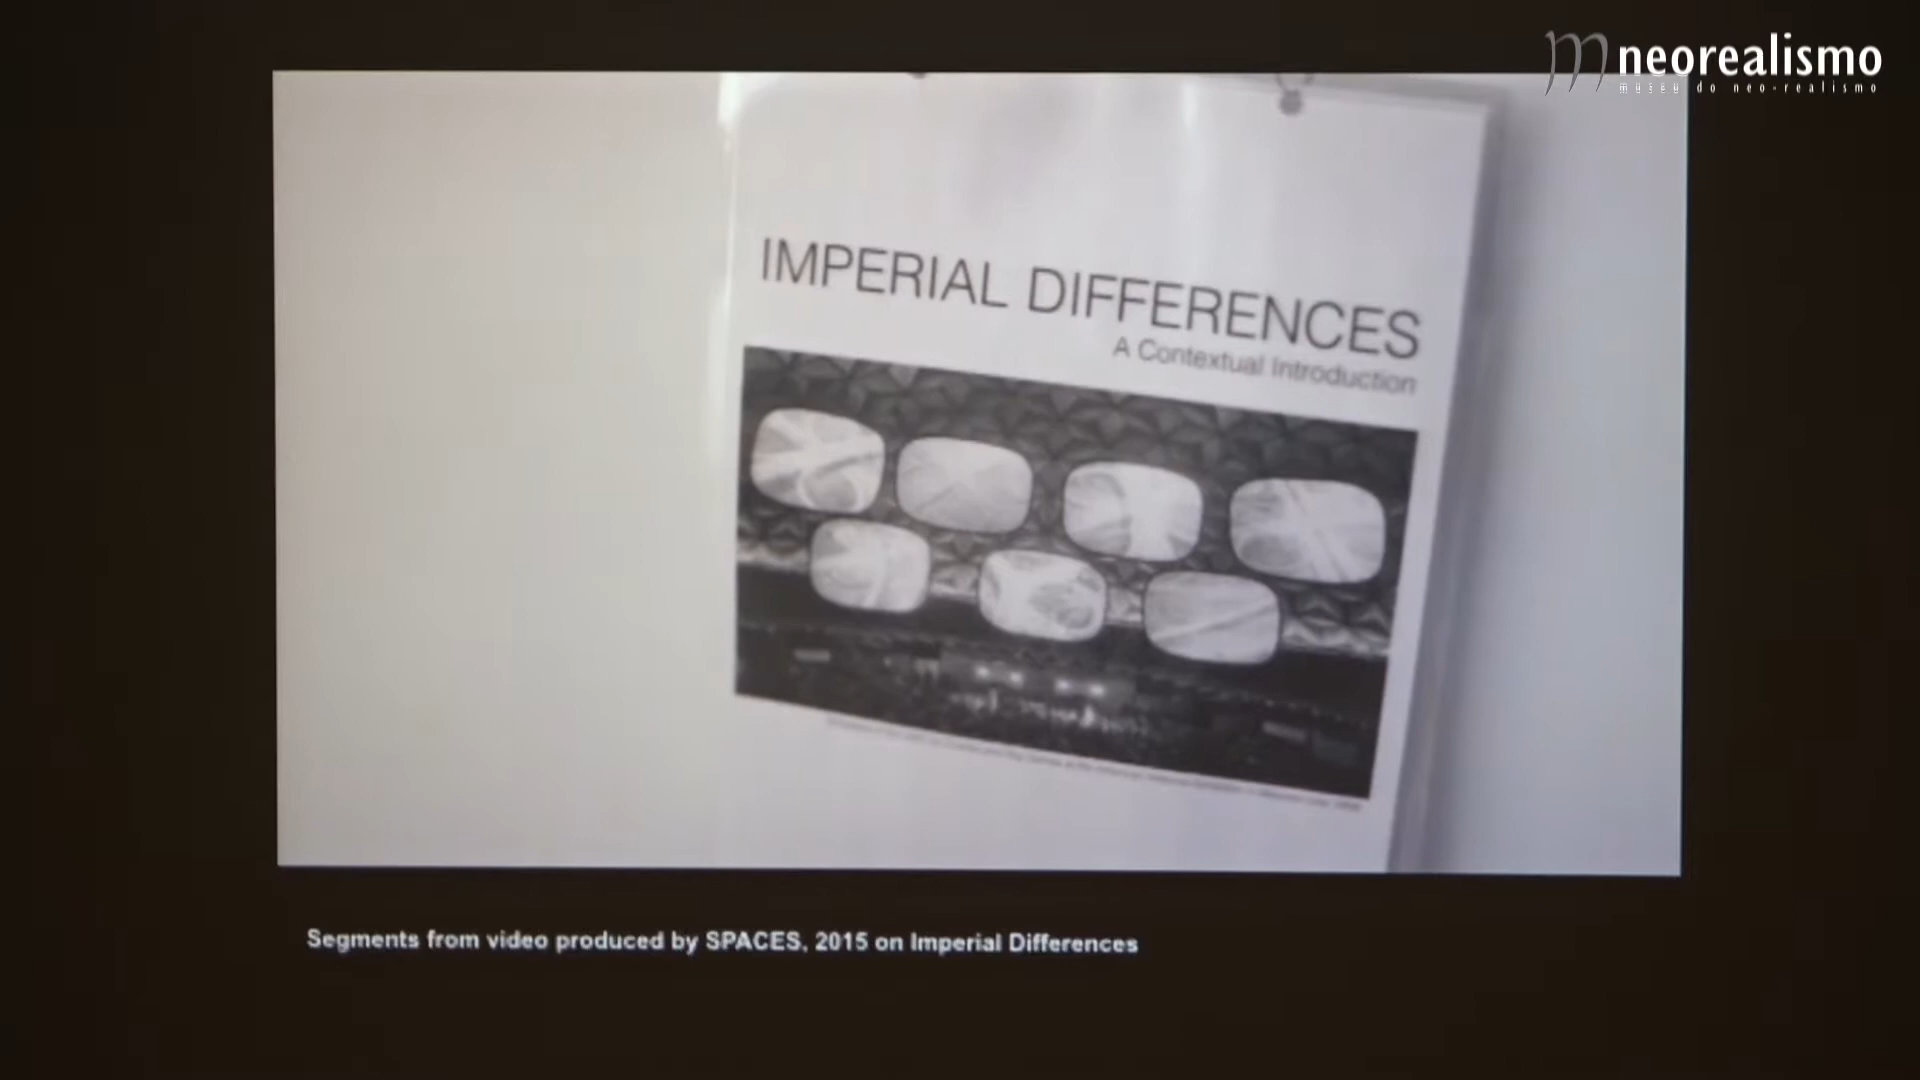 neorealismo
museu do neo-realismo
IMPERIAL DIFFERENCES
A Contextual Introduction
Segments from video produced by SPACES, 2015 on Imperial Differences